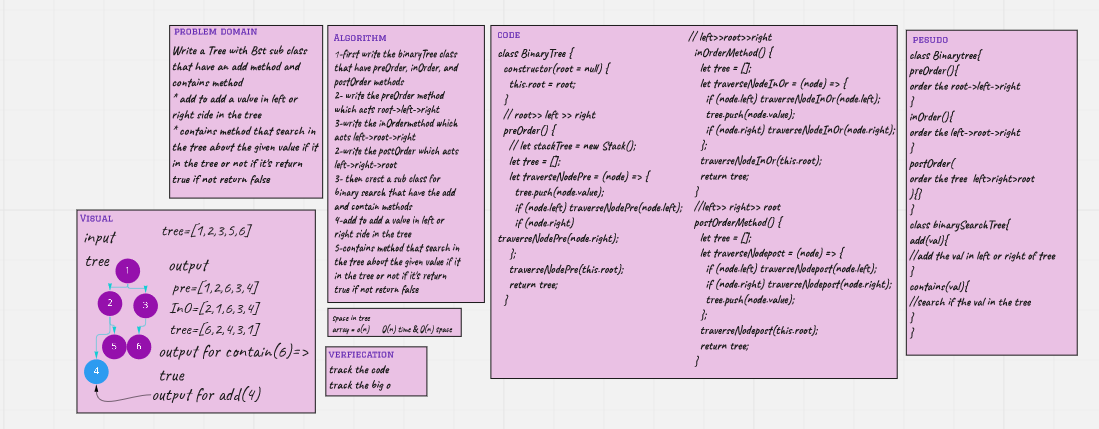 PROBLEM DOMAIN
Write a Tree with Bst sub class
that have an add method and
contains method
* add to add a value in left or
right side in the tree
* contains method that search in
the tree about the given value if it
in the tree or not if it's return
true if not return false
VISUAL
input
tree=[1,2,3,5,6]
tree
output
pre=[1,2,6,3,4]
InO=[2,1,6,3,4]
tree=[6,2,4,3,1]
output for contain(6)=>
true
output for add(4)
1
2
3
5
6
4
ALGORITHM
1-first write the binaryTree class
that have preOrder, inOrder, and
postOrder methods
2- write the preOrder method
which acts root->left->right
3-write the inOrdermethod which
acts left->root->right
2-write the postOrder which acts
left->right->root
3- then creat a sub class for
binary search that have the add
and contain methods
4-add to add a value in left or
right side in the tree
5-contains method that search in
the tree about the given value if it
in the tree or not if it's return
true if not return false
space in tree
array = o(n) O(n) time & O(n) space
VERFIECATION
track the code
track the big o
CODE
class BinaryTree {
constructor(root = null) {
this.root = root;
}
// root>> left >> right
preOrder() {
// let stackTree = new Stack();
let tree = [];
let traverseNodePre = (node) => {
tree.push(node.value);
if (node.left) traverseNodePre(node.left);
if (node.right)
traverseNodePre(node.right);
};
traverseNodePre(this.root);
return tree;
}
// left>>root>>right
inOrderMethod() {
let tree = [];
let traverseNodeInOr = (node) => {
if (node.left) traverseNodeInOr(node.left);
tree.push(node.value);
if (node.right) traverseNodeInOr(node.right);
};
traverseNodeInOr(this.root);
return tree;
}
//left>> right>> root
postOrderMethod() {
let tree = [];
let traverseNodepost = (node) => {
if (node.left) traverseNodepost(node.left);
if (node.right) traverseNodepost(node.right);
tree.push(node.value);
};
traverseNodepost(this.root);
return tree;
}
PESUDO
class Binarytree{
preOrder(){
order the root->left->right
}
inOrder(){
order the left->root->right
}
postOrder(
order the tree left>right>root
){}
}
class binarySearchTree{
add(val){
//add the val in left or right of tree
}
contains(val){
//search if the val in the tree
}
}